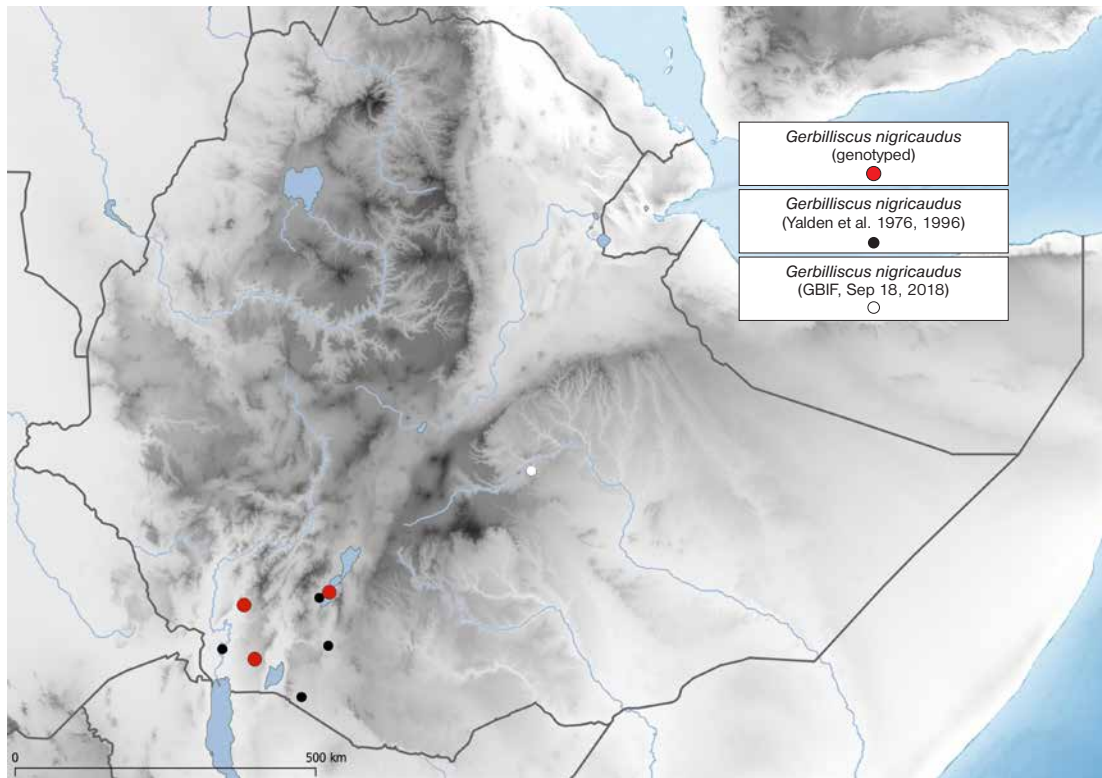 Gerbilliscus nigricaudus
(genotyped)
Gerbilliscus nigricaudus
(Yalden et al. 1976, 1996)
Gerbilliscus nigricaudus
(GBIF, Sep 18, 2018)
0 500 km